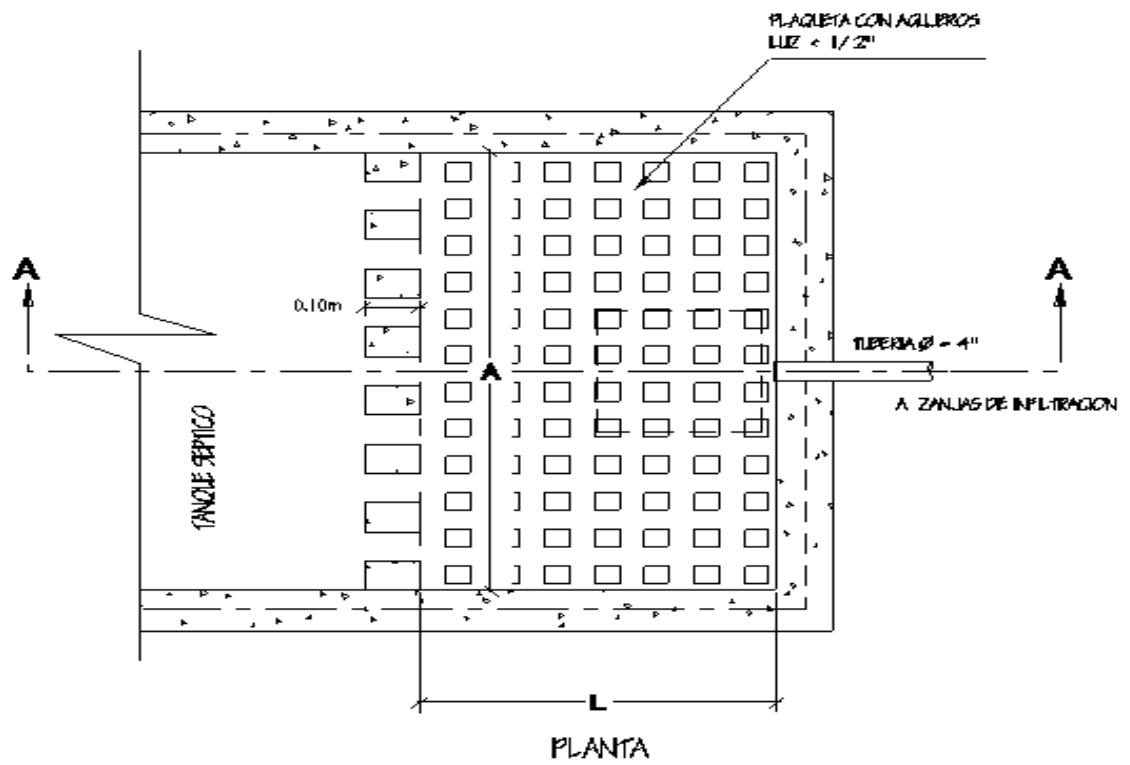 PLAQUETA CON AGUJEROS
LUZ < 1/2"
A
A
0.10m
A
TUBERIA Ø = 4"
A ZANJAS DE INFILTRACION
TANQUE SEPTICO
L
PLANTA